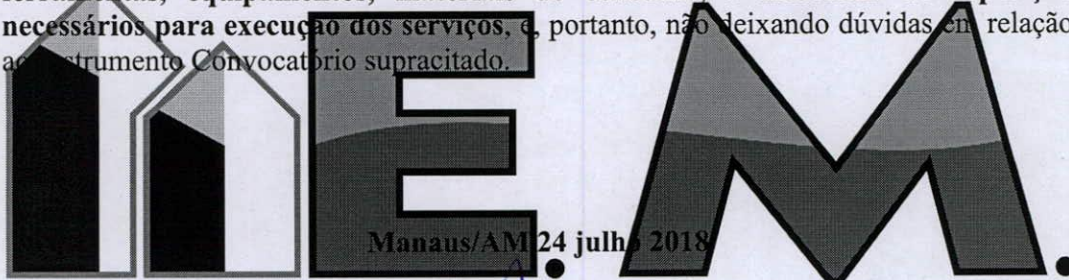 necessários para execução dos serviços, e, portanto, não deixando dúvidas em relação
Convocatório supracitado.
E. M.
Manaus/AM 24 julho 2018